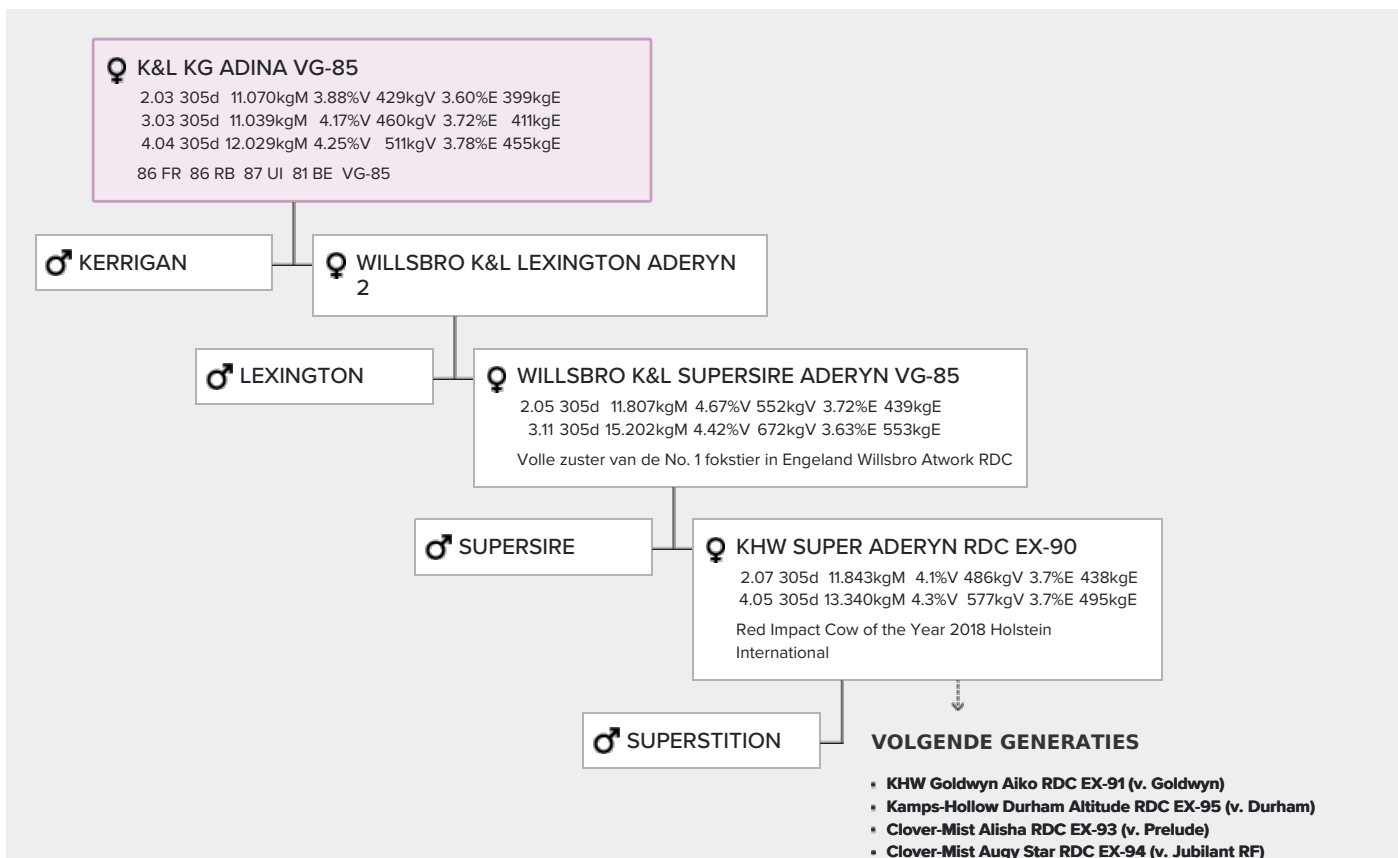 K&L KG ADINA VG-85
2.03 305d 11.070kgM 3.88%V 429kgV 3.60%E 399kgE
3.03 305d 11.039kgM 4.17%V 460kgV 3.72%E 411kgE
4.04 305d 12.029kgM 4.25%V 511kgV 3.78%E 455kgE
86 FR 86 RB 87 UI 81 BE VG-85
KERRIGAN
WILLSBRO K&L LEXINGTON ADERYN
2
LEXINGTON
WILLSBRO K&L SUPERSIRE ADERYN VG-85
2.05 305d 11.807kgM 4.67%V 552kgV 3.72%E 439kgE
3.11 305d 15.202kgM 4.42%V 672kgV 3.63%E 553kgE
Volle zuster van de No. 1 fokstier in Engeland Willsbro Atwork RDC
SUPERSIRE
KHW SUPER ADERYN RDC EX-90
2.07 305d 11.843kgM 4.1%V 486kgV 3.7%E 438kgE
4.05 305d 13.340kgM 4.3%V 577kgV 3.7%E 495kgE
Red Impact Cow of the Year 2018 Holstein
International
SUPERSTITION
VOLGENDE GENERATIES
KHW Goldwyn Aiko RDC EX-91 (v. Goldwyn)
Kamps-Hollow Durham Altitude RDC EX-95 (v. Durham)
Clover-Mist Alisha RDC EX-93 (v. Prelude)
Clover-Mist Augy Star RDC EX-94 (v. Jubilant RF)